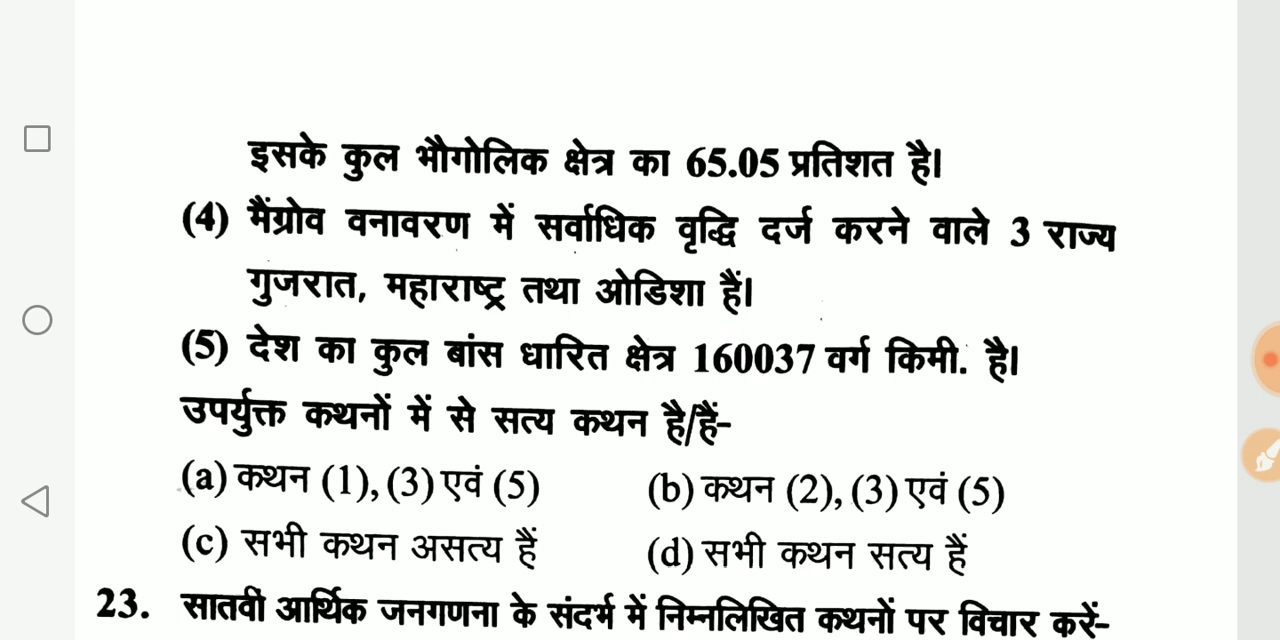 इसके कुल भौगोलिक क्षेत्र का 65.05 प्रतिशत है।
(4) मैंग्रोव वनावरण में सर्वाधिक वृद्धि दर्ज करने वाले 3 राज्य
गुजरात, महाराष्ट्र तथा ओडिशा हैं।
(5) देश का कुल बांस धारित क्षेत्र 160037 वर्ग किमी. है।
उपर्युक्त कथनों में से सत्य कथन है/हैं-
(a) कथन (1), (3) एवं (5) (b) कथन (2), (3) एवं (5)
(c) सभी कथन असत्य हैं (d) सभी कथन सत्य हैं
23. सातवीं आर्थिक जनगणना के संदर्भ में निम्नलिखित कथनों पर विचार करें-